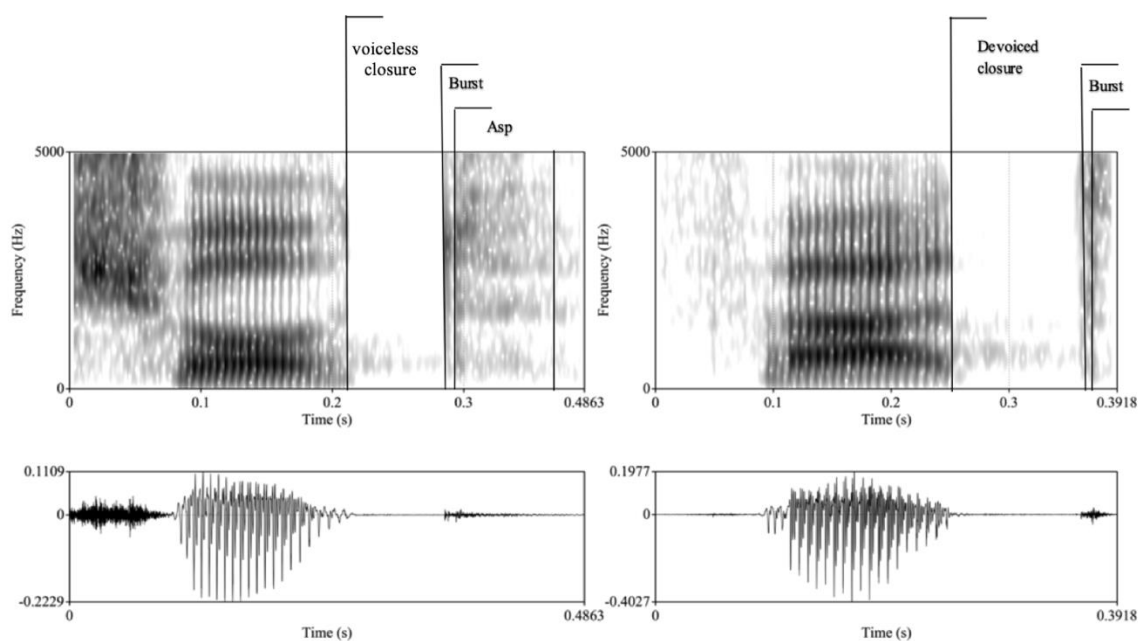 voiceless
closure
Burst
Asp
5000
Frequency (Hz)
0
0 0.1 0.2 0.3 0.4863
Time (s)
0.1109
0
-0.2229
0 0.4863
Time (s)
Devoiced
closure
Burst
5000
Frequency (Hz)
0
0 0.1 0.2 0.3 0.3918
Time (s)
0.1977
0
-0.4027
0 0.3918
Time (s)